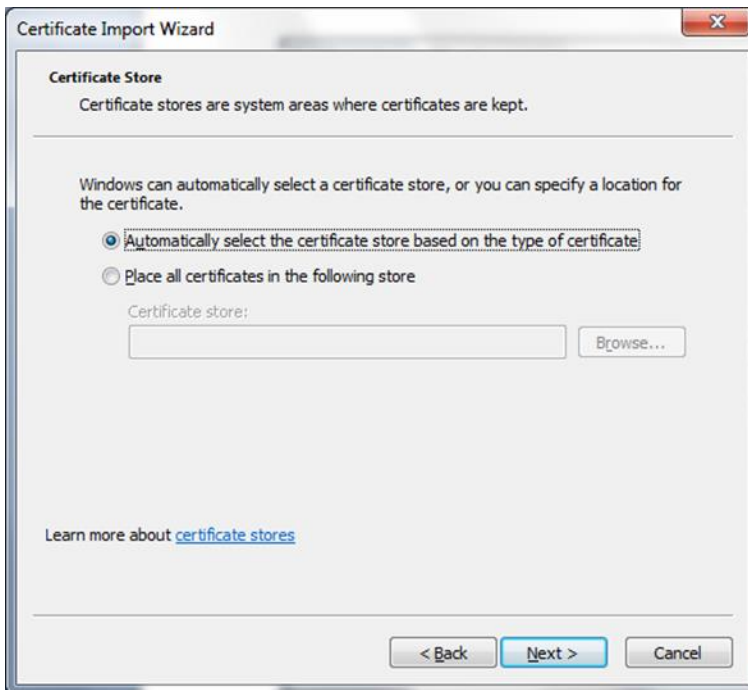 Certificate Import Wizard
Certificate Store
Certificate stores are system areas where certificates are kept.
Windows can automatically select a certificate store, or you can specify a location for
the certificate.
Automatically select the certificate store based on the type of certificate
Place all certificates in the following store
Certificate store:
Browse...
Learn more about certificate stores
< Back Next > Cancel